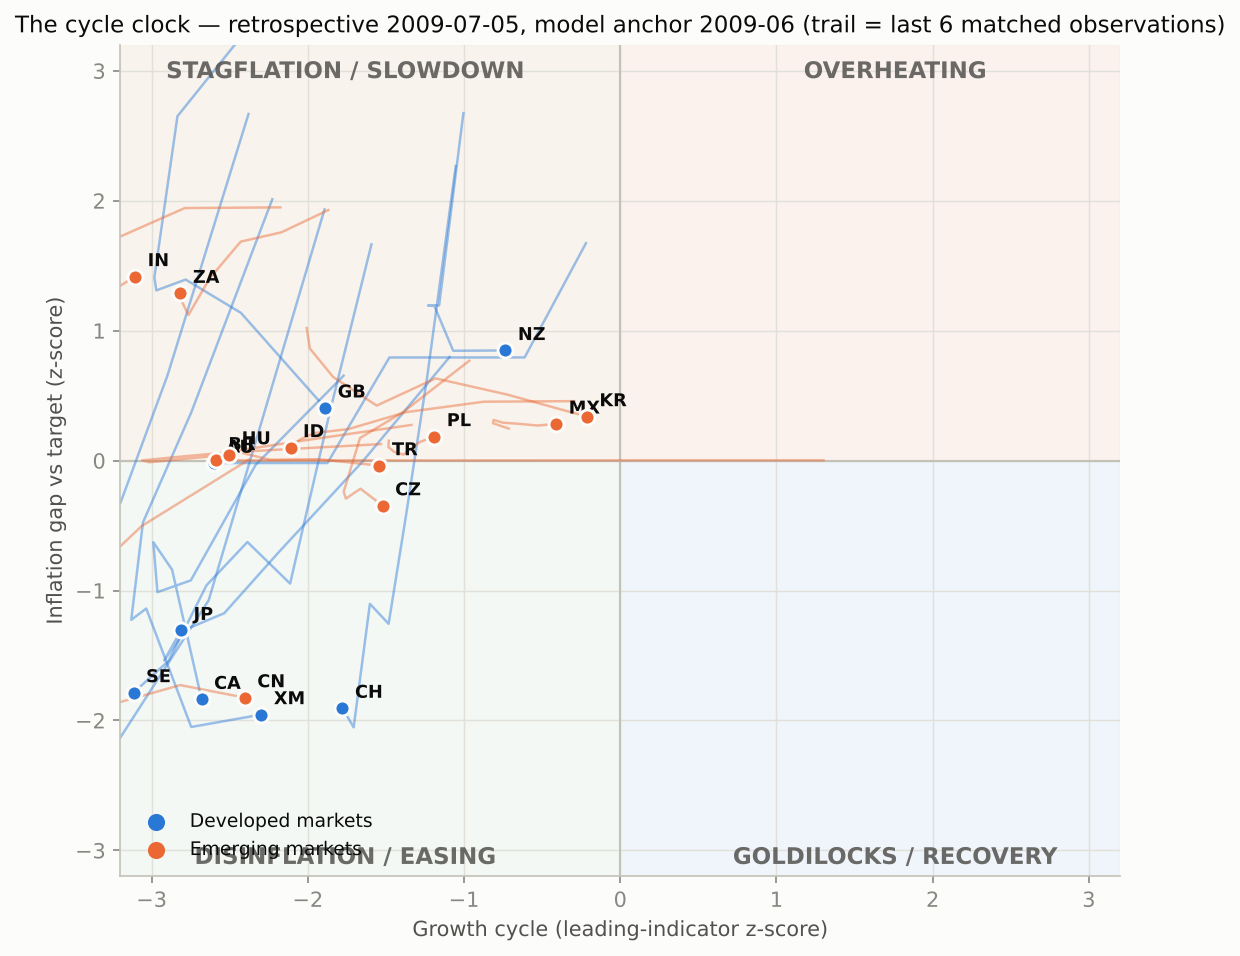 The cycle clock — retrospective 2009-07-05, model anchor 2009-06 (trail = last 6 matched observations)
STAGFLATION / SLOWDOWN
OVERHEATING
IN
ZA
NZ
GB
MX
KR
PL
HU
ID
TR
CZ
JP
SE
CA
CN
XM
CH
Developed markets
Emerging markets
DISINFLATION / EASING
GOLDILOCKS / RECOVERY
3
2
1
0
−1
−2
−3
−3
−2
−1
0
1
2
3
Inflation gap vs target (z-score)
Growth cycle (leading-indicator z-score)